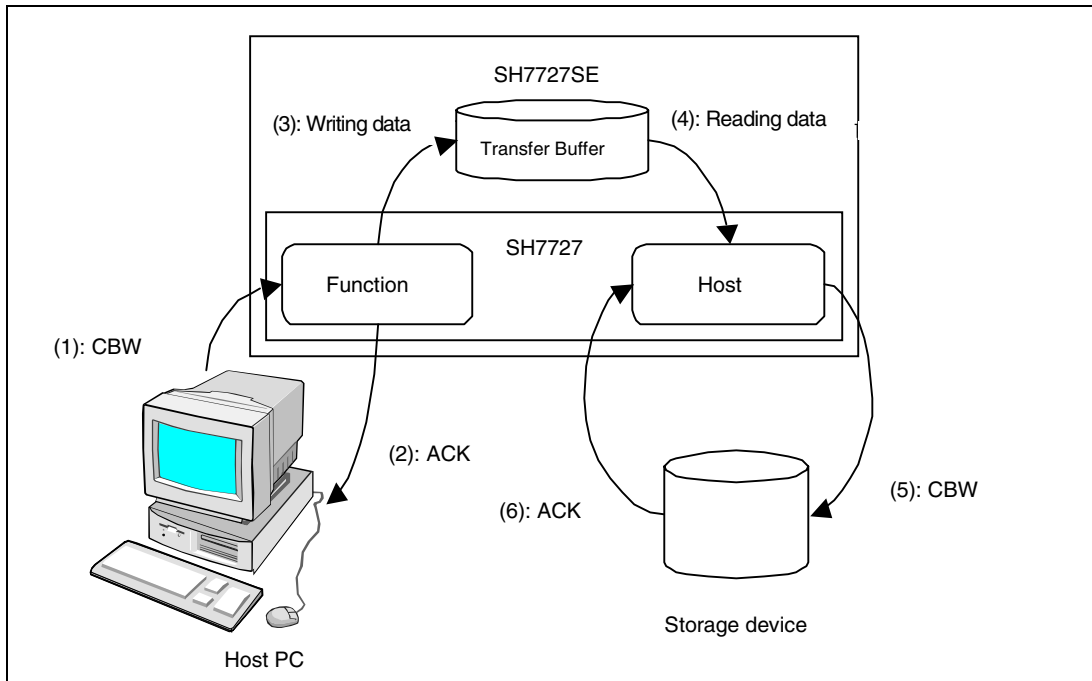 SH7727SE
(3): Writing data
(4): Reading data
Transfer Buffer
SH7727
Function
Host
(1): CBW
(2): ACK
(6): ACK
(5): CBW
Storage device
Host PC